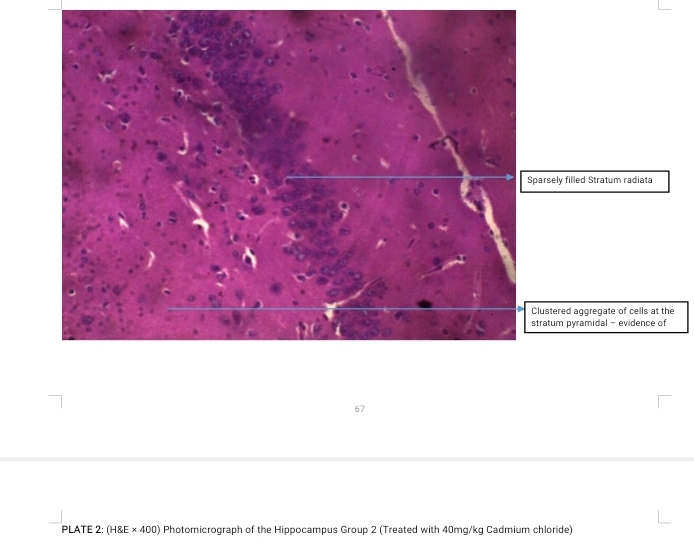 Sparsely filled Stratum radiata
Clustered aggregate of cells at the
stratum pyramidal – evidence of
67
PLATE 2: (H&E × 400) Photomicrograph of the Hippocampus Group 2 (Treated with 40mg/kg Cadmium chloride)